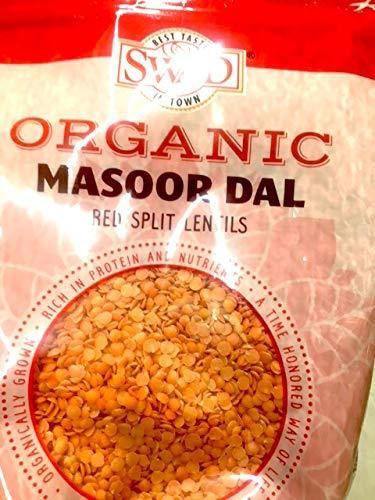 BEST TASTE
SWAD
IN TOWN
®
ORGANIC
MASOOR DAL
RED SPLIT LENTILS
ORGANICALLY GROWN • RICH IN PROTEIN AND NUTRIENTS • A TIME HONORED WAY OF LIFE